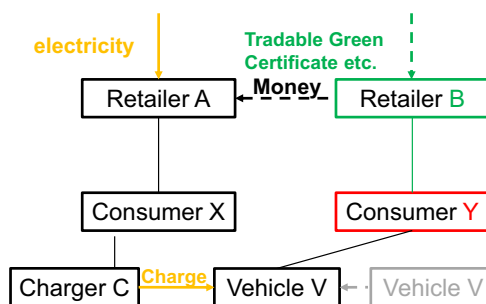 electricity
Tradable Green
Certificate etc.
Money
Retailer A
Retailer B
Consumer X
Consumer Y
Charge
Charger C
Vehicle V
Vehicle V